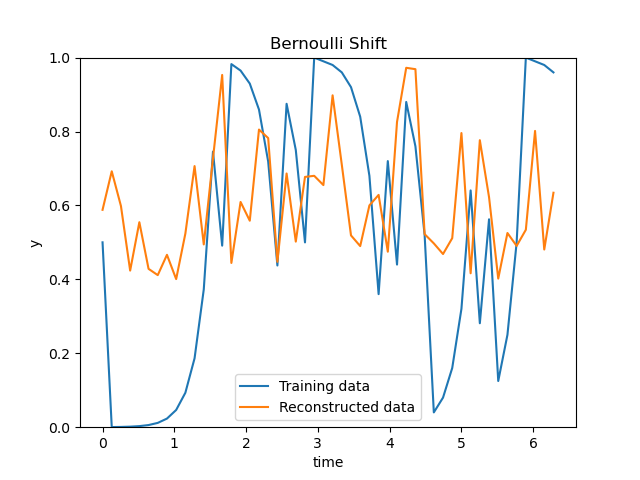 Bernoulli Shift
1.0
0.8
0.6
0.4
0.2
0.0
y
Training data
Reconstructed data
0 1 2 3 4 5 6
time